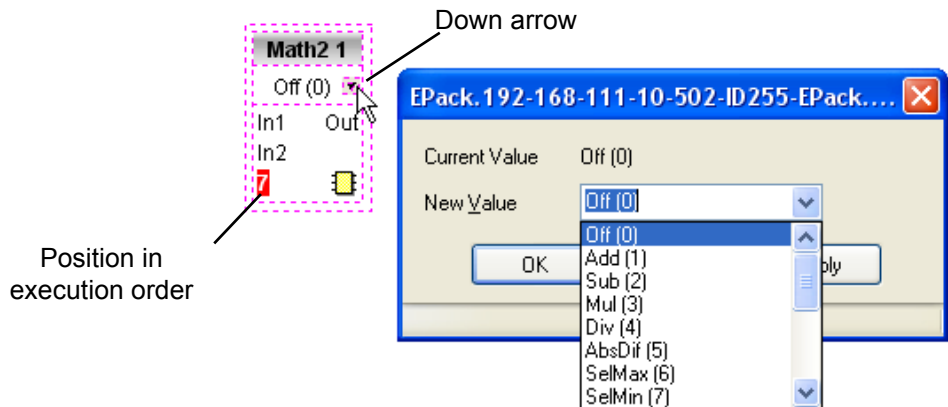 Down arrow
Math2 1
Off (0)
In1 Out
In2
7
Position in
execution order
EPack.192-168-111-10-502-ID255-EPack....
Current Value Off (0)
New Value Off (0)
Off (0)
Add (1)
Sub (2)
Mul (3)
Div (4)
AbsDif (5)
SelMax (6)
SelMin (7)
OK